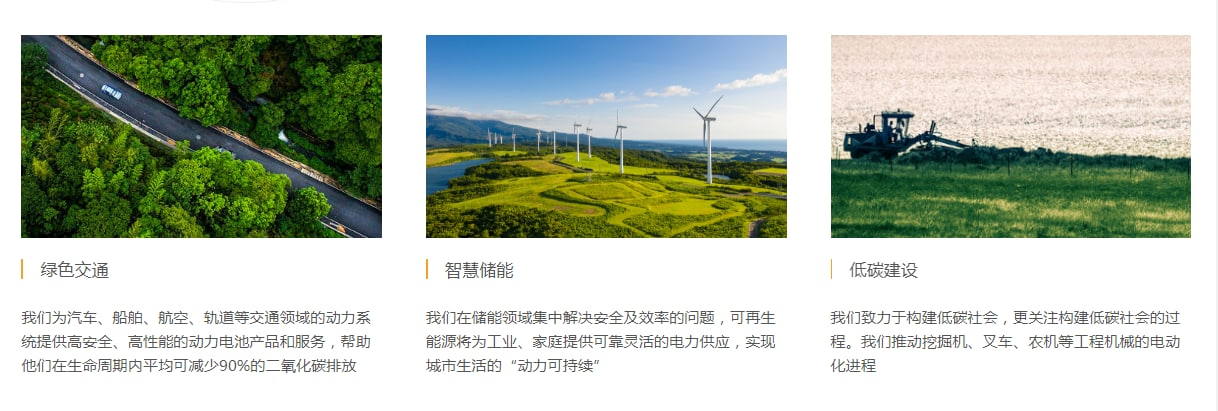 绿色交通
我们为汽车、船舶、航空、轨道等交通领域的动力系
统提供高安全、高性能的动力电池产品和服务，帮助
他们在生命周期内平均可减少90%的二氧化碳排放
智慧储能
我们在储能领域集中解决安全及效率的问题，可再生
能源将为工业、家庭提供可靠灵活的电力供应，实现
城市生活的“动力可持续”
低碳建设
我们致力于构建低碳社会，更关注构建低碳社会的过
程。我们推动挖掘机、叉车、农机等工程机械的电动
化进程